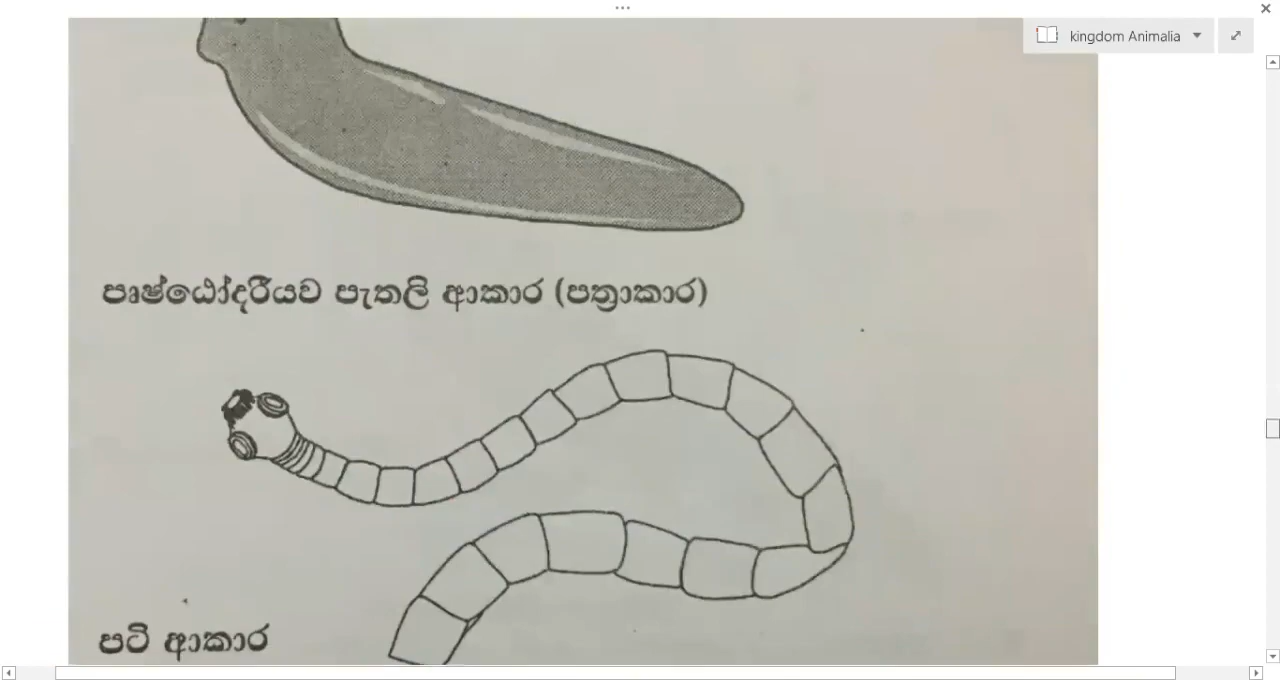 kingdom Animalia
පෘෂ්ඨෝදරීයව පැතලි ආකාර (පත්‍රාකාර)
පටි ආකාර